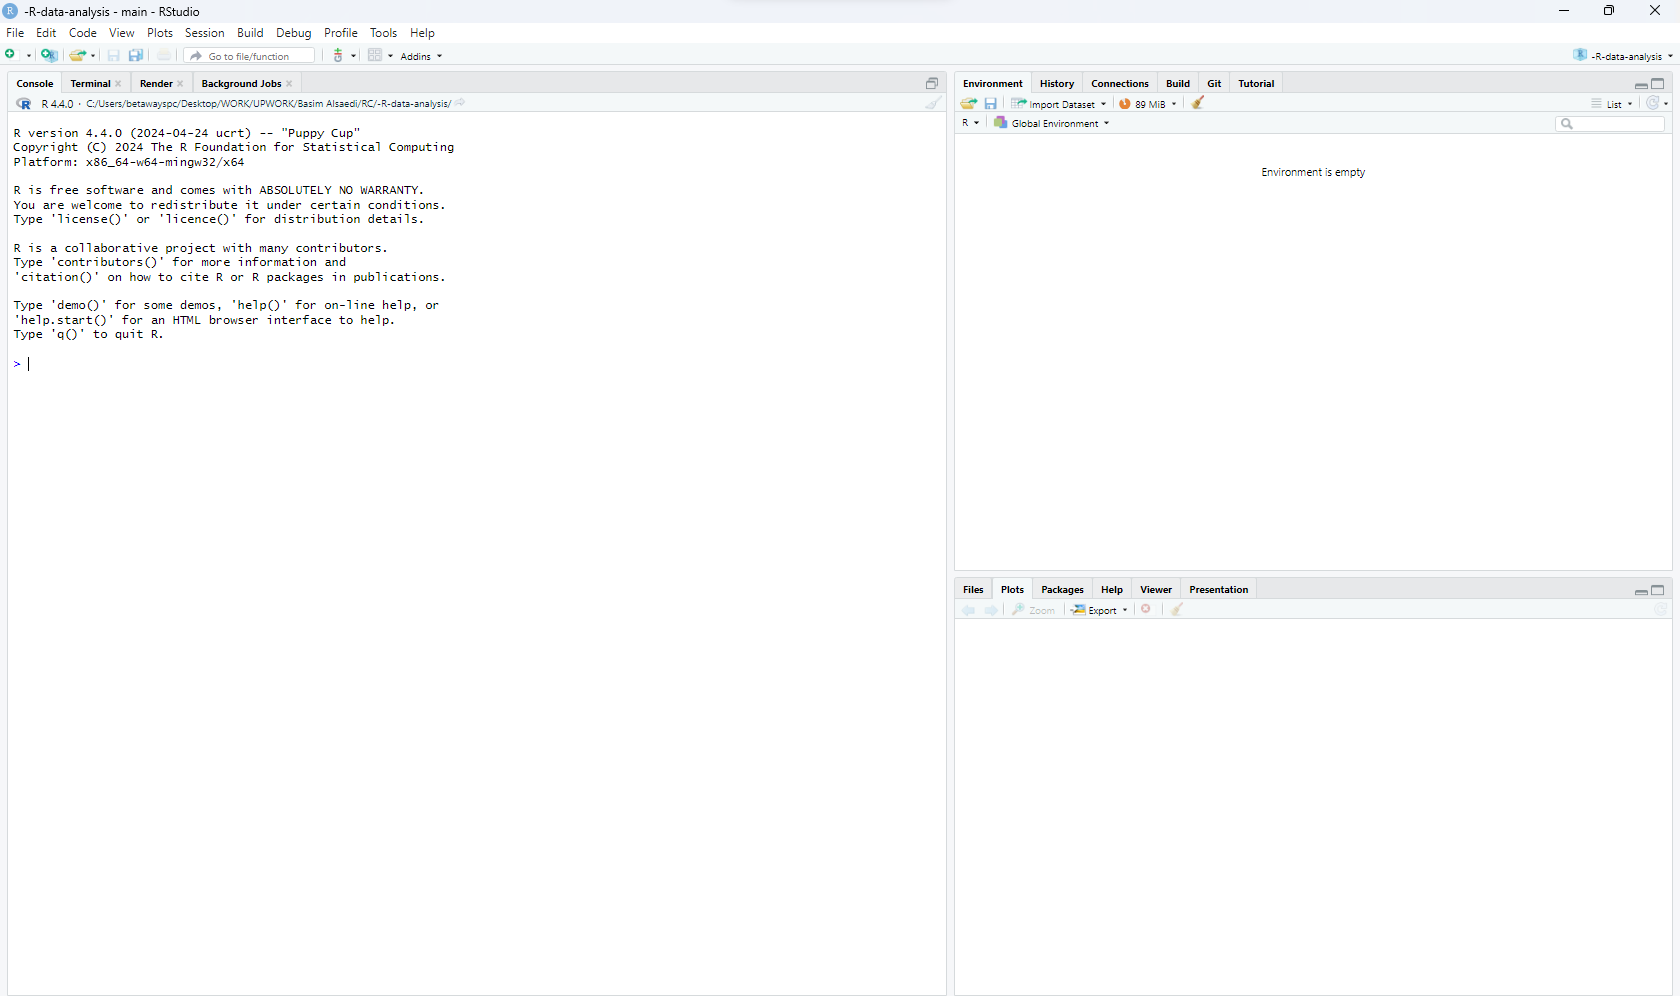 -R-data-analysis - main - RStudio
File Edit Code View Plots Session Build Debug Profile Tools Help
Go to file/function Addins -R-data-analysis
Console Terminal Render Background Jobs
R 4.4.0 · C:/Users/betawayspc/Desktop/WORK/UPWORK/Basim Alsaedi/RC/-R-data-analysis/
R version 4.4.0 (2024-04-24 ucrt) -- "Puppy Cup"
Copyright (C) 2024 The R Foundation for Statistical Computing
Platform: x86_64-w64-mingw32/x64
R is free software and comes with ABSOLUTELY NO WARRANTY.
You are welcome to redistribute it under certain conditions.
Type 'license()' or 'licence()' for distribution details.
R is a collaborative project with many contributors.
Type 'contributors()' for more information and
'citation()' on how to cite R or R packages in publications.
Type 'demo()' for some demos, 'help()' for on-line help, or
'help.start()' for an HTML browser interface to help.
Type 'q()' to quit R.
>
Environment History Connections Build Git Tutorial
Import Dataset 89 MiB List
R Global Environment
Environment is empty
Files Plots Packages Help Viewer Presentation
Zoom Export